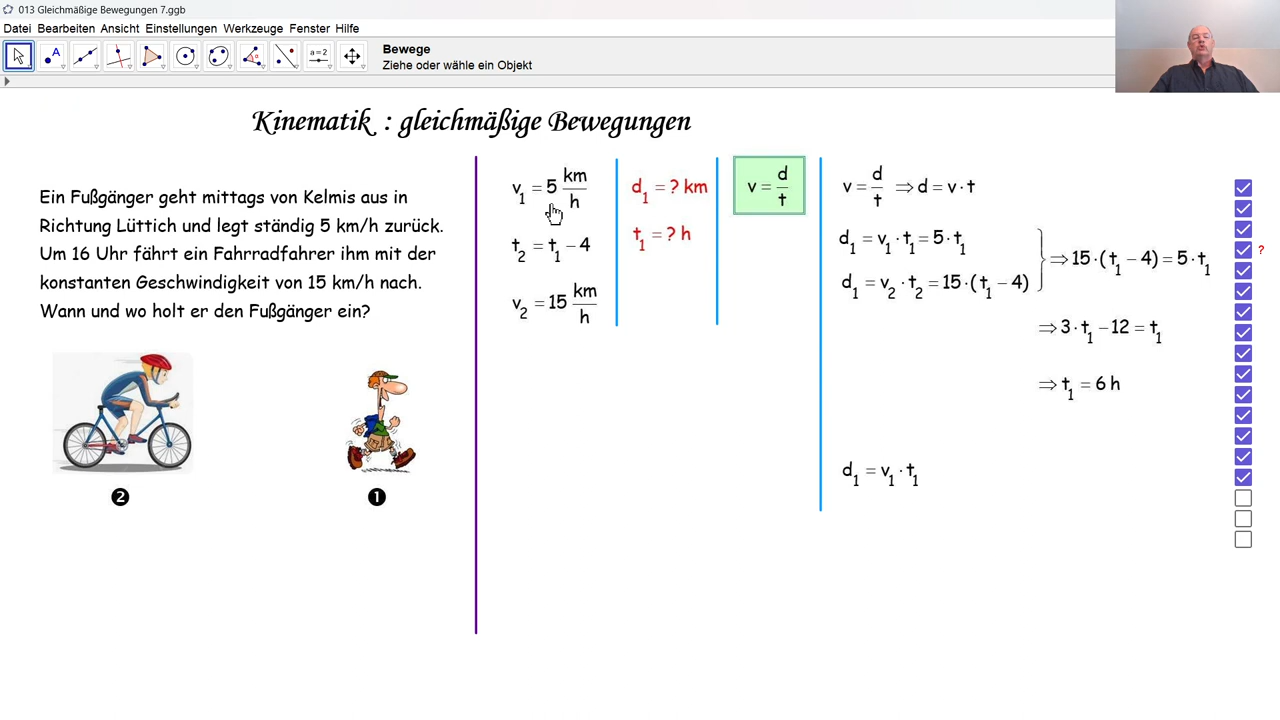 013 Gleichmäßige Bewegungen 7.ggb
Datei Bearbeiten Ansicht Einstellungen Werkzeuge Fenster Hilfe
A
a=2
Bewege
Ziehe oder wähle ein Objekt
Kinematik : gleichmäßige Bewegungen
Ein Fußgänger geht mittags von Kelmis aus in
Richtung Lüttich und legt ständig 5 km/h zurück.
Um 16 Uhr fährt ein Fahrradfahrer ihm mit der
konstanten Geschwindigkeit von 15 km/h nach.
Wann und wo holt er den Fußgänger ein?
❷
❶
v₁ = 5 km/h
t₂ = t₁ − 4
v₂ = 15 km/h
d₁ = ? km
t₁ = ? h
v = d/t
v = d/t ⇒ d = v · t
d₁ = v₁ · t₁ = 5 · t₁
d₁ = v₂ · t₂ = 15 · (t₁ − 4)
⇒ 15 · (t₁ − 4) = 5 · t₁
⇒ 3 · t₁ − 12 = t₁
⇒ t₁ = 6 h
d₁ = v₁ · t₁
?